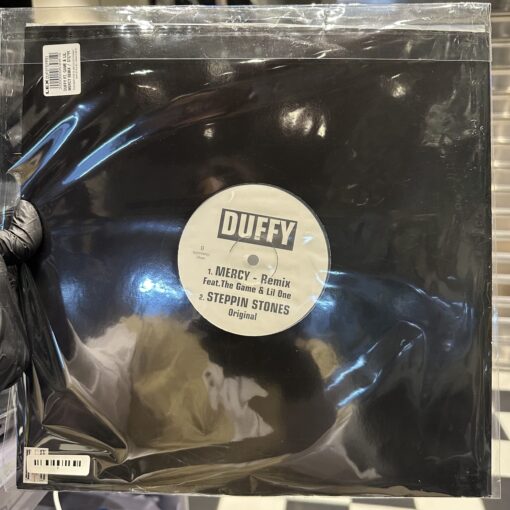 DUFFY
1. MERCY - Remix
Feat. The Game & Lil One
2. STEPPIN STONES
Original